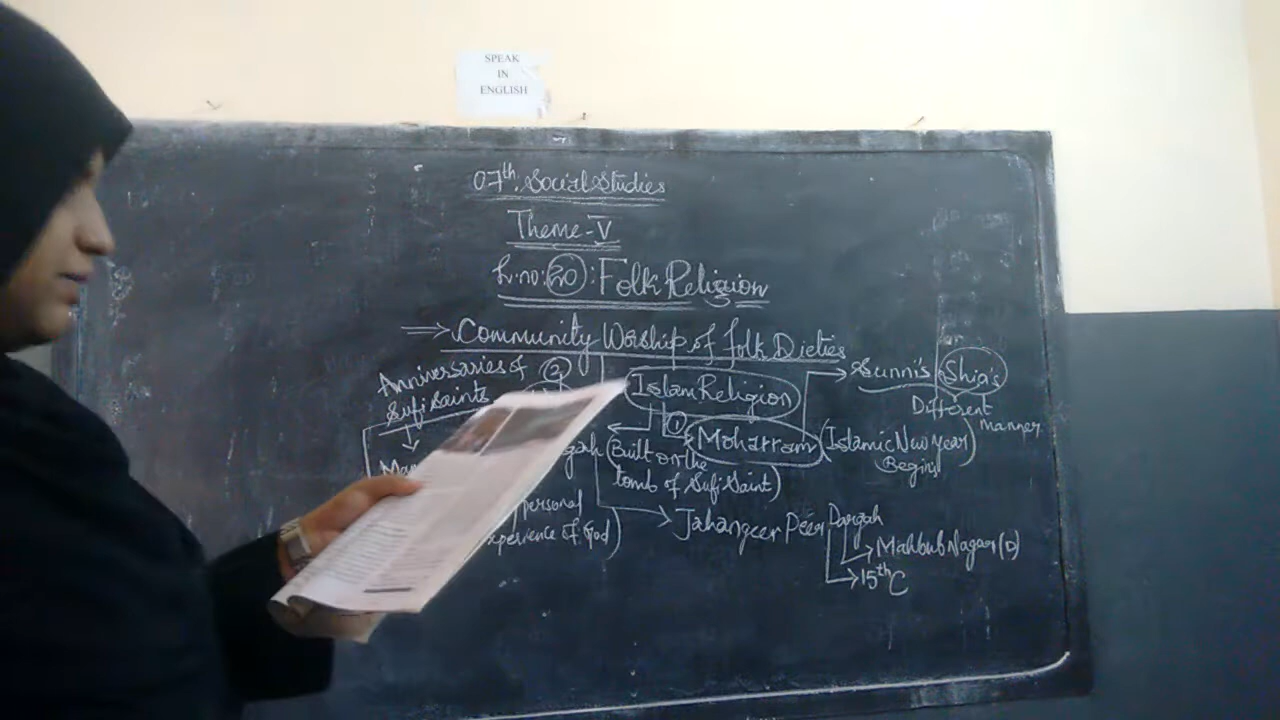 SPEAK
IN
ENGLISH
07th. Social Studies
Theme-V
L.no:20: Folk Religion
⇒ Community Worship of folk Dieties
Anniversaries of ②
Sufi Saints
Islam Religion
→ Sunni's Shia's
Different
manner
① Moharram (Islamic New year
Begins)
(Built on the
tomb of Sufi Saint)
personal
experience of God)
→ Jahangeer Peer Dargah
→ Mahbub Nagar (D)
→ 15th C